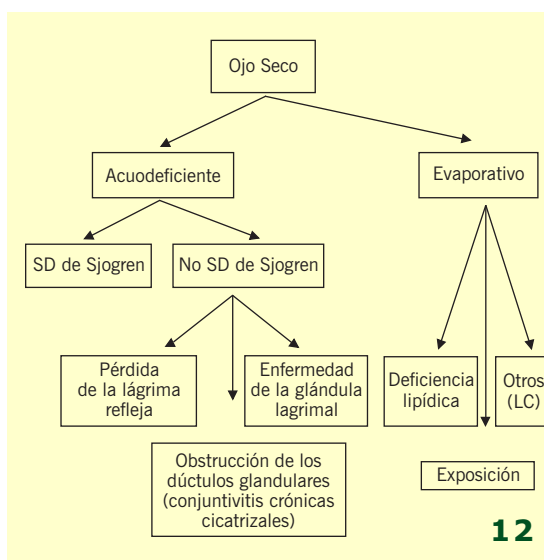 Ojo Seco
Acuodeficiente
Evaporativo
SD de Sjogren
No SD de Sjogren
Pérdida
de la lágrima
refleja
Enfermedad
de la glándula
lagrimal
Deficiencia
lipídica
Otros
(LC)
Obstrucción de los
dúctulos glandulares
(conjuntivitis crónicas
cicatrizales)
Exposición
12